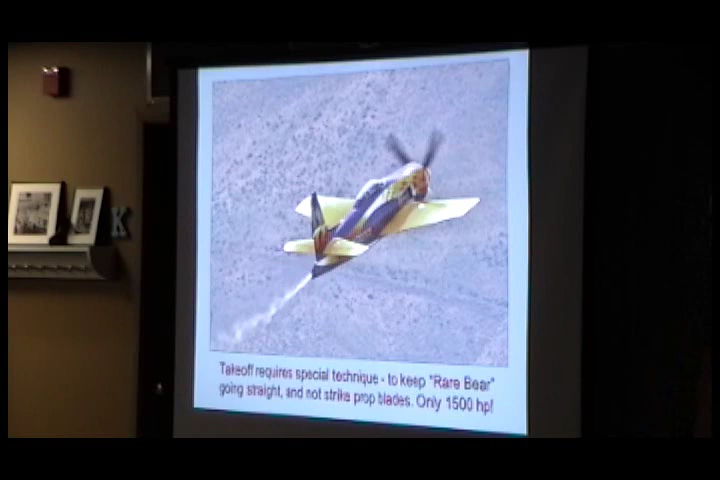 K
Takeoff requires special technique - to keep "Rare Bear"
going straight, and not strike prop blades. Only 1500 hp!